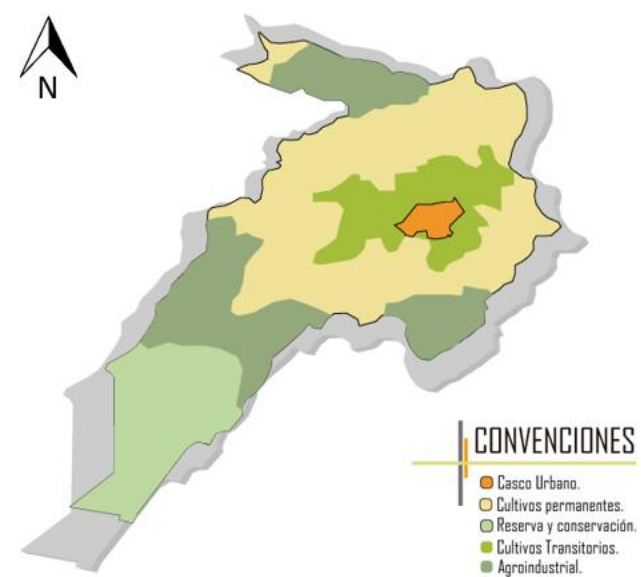 N
CONVENCIONES
Casco Urbano.
Cultivos permanentes.
Reserva y conservación.
Cultivos Transitorios.
Agroindustrial.